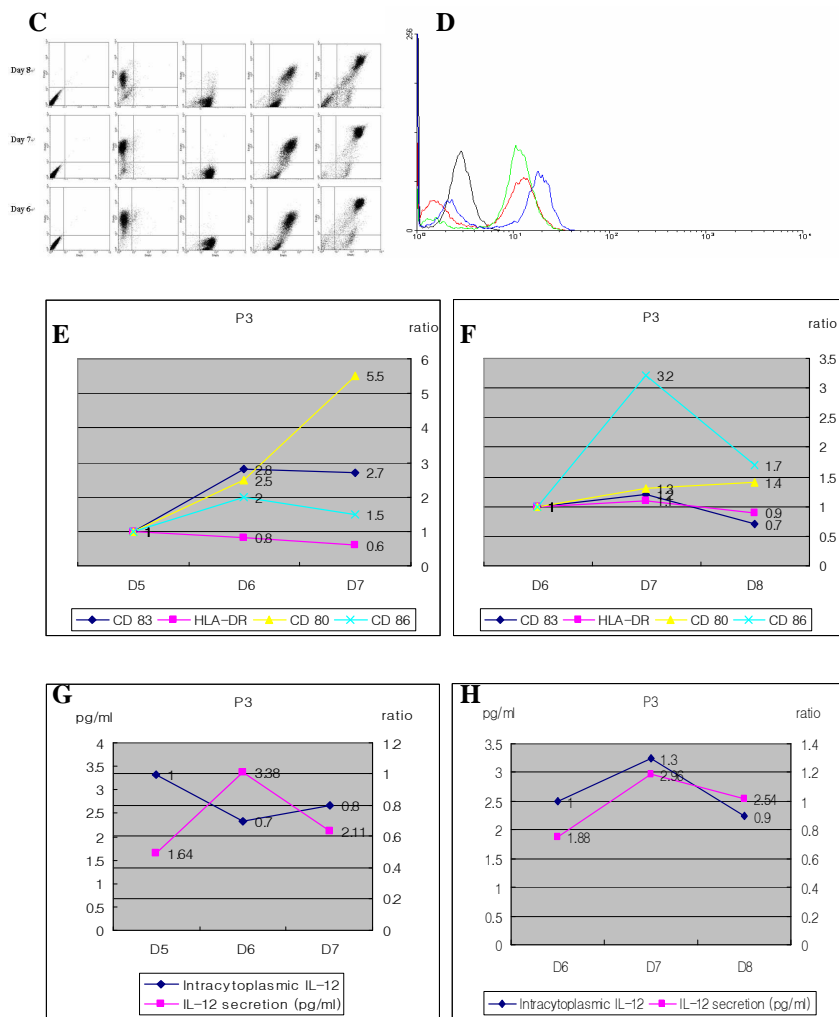 C
D
Day 8
Day 7
Day 6
256
0
10⁰
10¹
10²
10³
10⁴
E
P3
ratio
6
5
4
3
2
1
0
5.5
2.8
2.7
2.5
2
1.5
1
0.8
0.6
D5
D6
D7
CD 83
HLA-DR
CD 80
CD 86
F
P3
ratio
3.5
3
2.5
2
1.5
1
0.5
0
3.2
1.7
1.3
1.2
1.1
1.4
1
0.9
0.7
D6
D7
D8
CD 83
HLA-DR
CD 80
CD 86
G
P3
pg/ml
ratio
4
3.5
3
2.5
2
1.5
1
0.5
0
1.2
1
0.8
0.6
0.4
0.2
0
1
3.38
0.7
0.8
1.64
2.11
D5
D6
D7
Intracytoplasmic IL-12
IL-12 secretion (pg/ml)
H
P3
pg/ml
ratio
3.5
3
2.5
2
1.5
1
0.5
0
1.4
1.2
1
0.8
0.6
0.4
0.2
0
1
1.3
2.96
2.54
1.88
0.9
D6
D7
D8
Intracytoplasmic IL-12
IL-12 secretion (pg/ml)